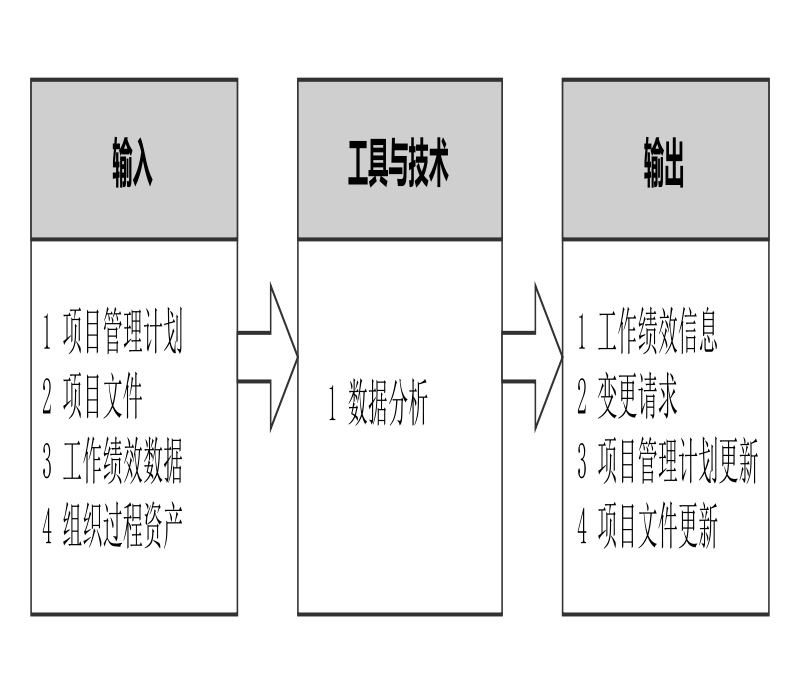 输入
1 项目管理计划
2 项目文件
3 工作绩效数据
4 组织过程资产
工具与技术
1 数据分析
输出
1 工作绩效信息
2 变更请求
3 项目管理计划更新
4 项目文件更新